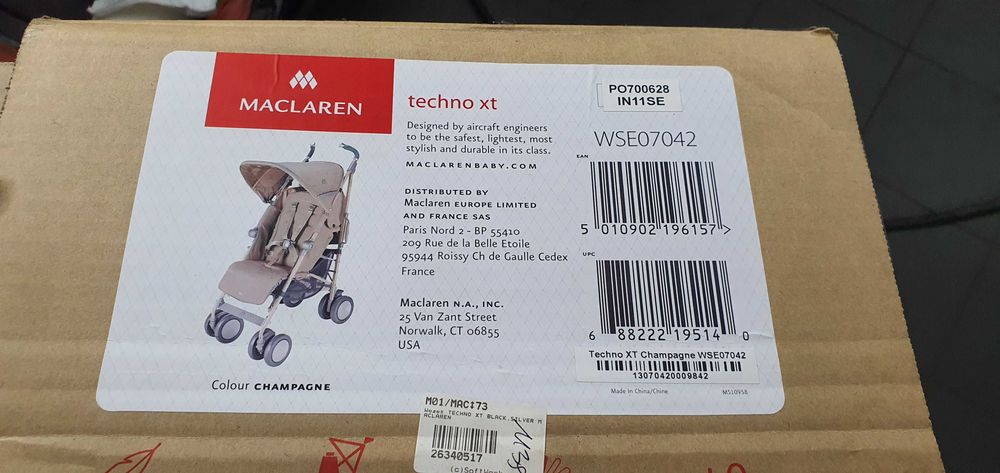 MACLAREN
techno xt
Designed by aircraft engineers
to be the safest, lightest, most
stylish and durable in its class.
MACLARENBABY.COM
DISTRIBUTED BY
Maclaren EUROPE LIMITED
AND FRANCE SAS
Paris Nord 2 - BP 55410
209 Rue de la Belle Etoile
95944 Roissy Ch de Gaulle Cedex
France
Maclaren N.A., INC.
25 Van Zant Street
Norwalk, CT 06855
USA
Colour CHAMPAGNE
PO700628
IN11SE
WSE07042
EAN
5 010902 196157 >
UPC
6 88222 19514 0
Techno XT Champagne WSE07042
13070420009842
Made in China/Chine
MS10958
M01/MAC‡73
TECHNO XT BLACK.SILVER M
ACLAREN
26340517